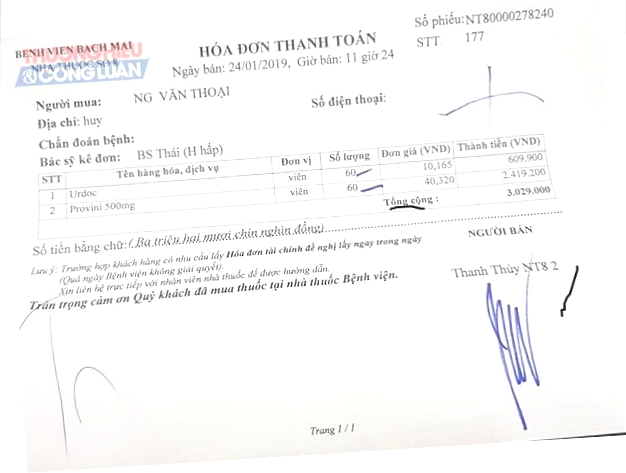 Số phiếu:NT80000278240
BỆNH VIỆN BẠCH MAI
HÓA ĐƠN THANH TOÁN
STT: 177
THƯƠNG HIỆU
NHÀ THUỐC SỐ 8
& CÔNG LUẬN
Ngày bán: 24/01/2019, Giờ bán: 11 giờ 24
Người mua: NG VĂN THOẠI
Số điện thoại:
Địa chỉ: huy
Chẩn đoán bệnh:
Bác sỹ kê đơn: BS Thái (H hấp)
STT Tên hàng hóa, dịch vụ Đơn vị Số lượng Đơn giá (VND) Thành tiền (VND)
1 Urdoc viên 60 10,165 609,900
2 Provini 500mg viên 60 40,320 2.419.200
Tổng cộng : 3.029.000
Số tiền bằng chữ:( Ba triệu hai mươi chín nghìn đồng)
Lưu ý: Trường hợp khách hàng có nhu cầu lấy Hóa đơn tài chính đề nghị lấy ngay trong ngày
(Quá ngày Bệnh viện không giải quyết).
Xin liên hệ trực tiếp với nhân viên nhà thuốc để được hướng dẫn.
Trân trọng cảm ơn Quý khách đã mua thuốc tại nhà thuốc Bệnh viện.
NGƯỜI BÁN
Thanh Thủy NT8 2
Trang 1 / 1